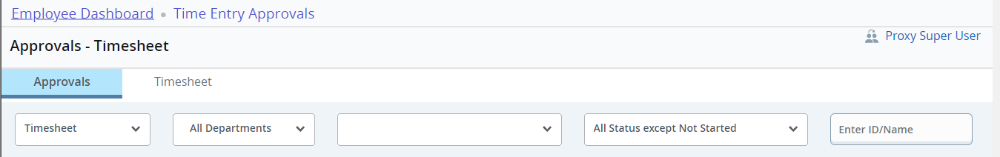 Employee Dashboard • Time Entry Approvals
Proxy Super User
Approvals - Timesheet
Approvals Timesheet
Timesheet All Departments All Status except Not Started Enter ID/Name